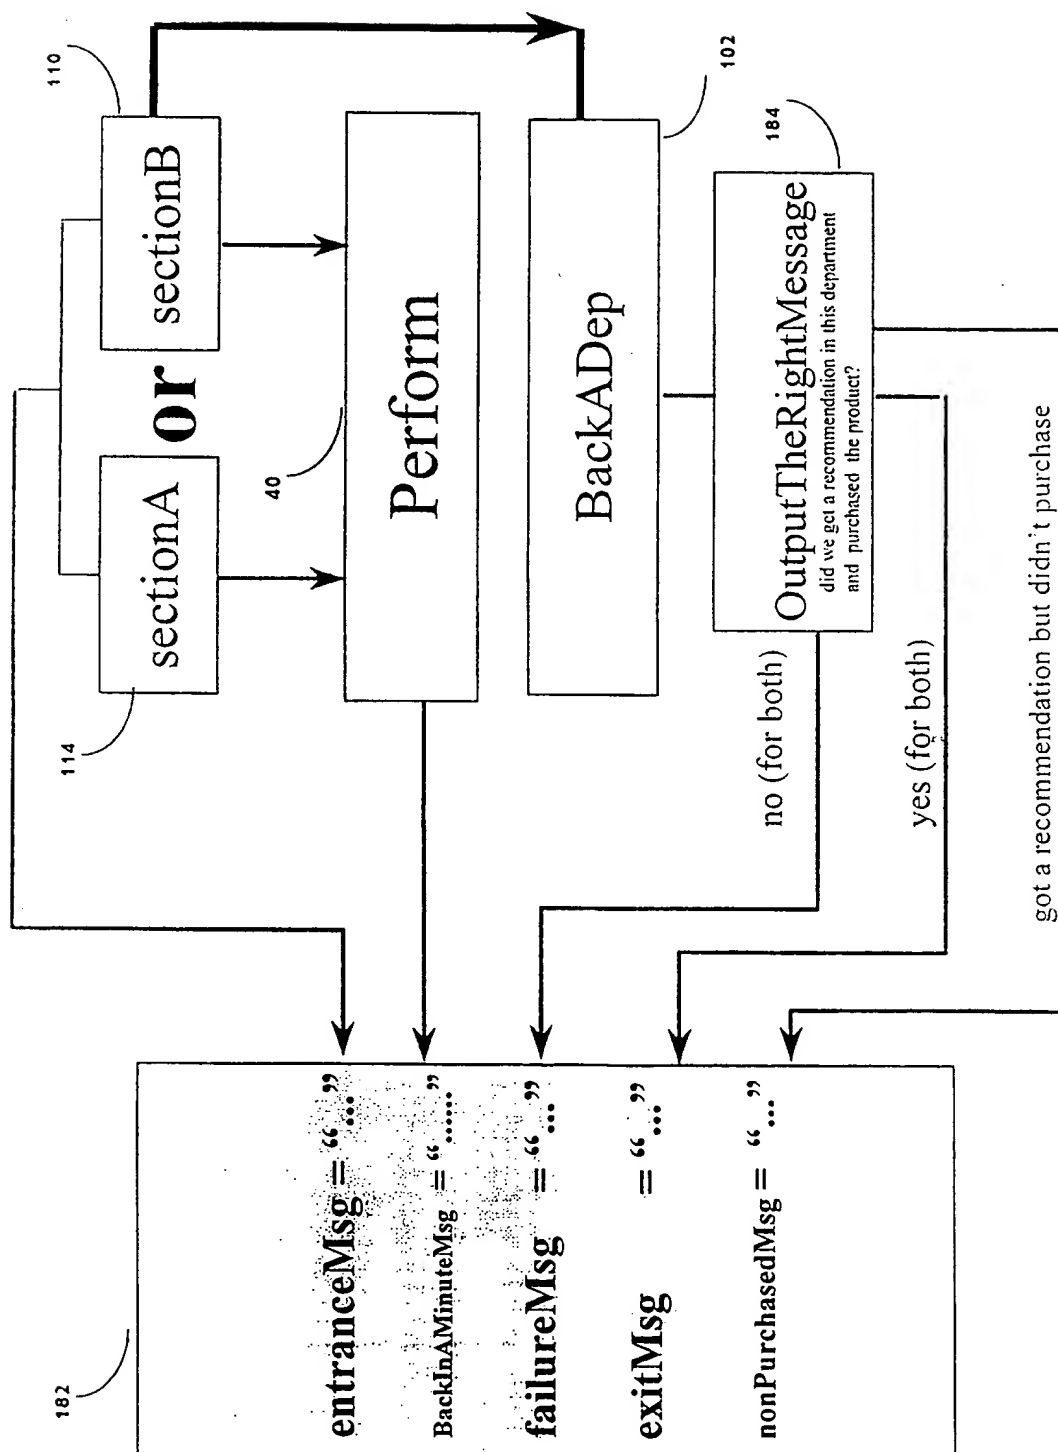 182
entranceMsg = “...”
BackInAMinuteMsg = “......”
failureMsg = “...”
exitMsg = “...”
nonPurchasedMsg = “...”
114
sectionA
or
sectionB
110
40
Perform
BackADep
102
OutputTheRightMessage
did we get a recommendation in this department
and purchased the product?
184
no (for both)
yes (for both)
got a recommendation but didn't purchase